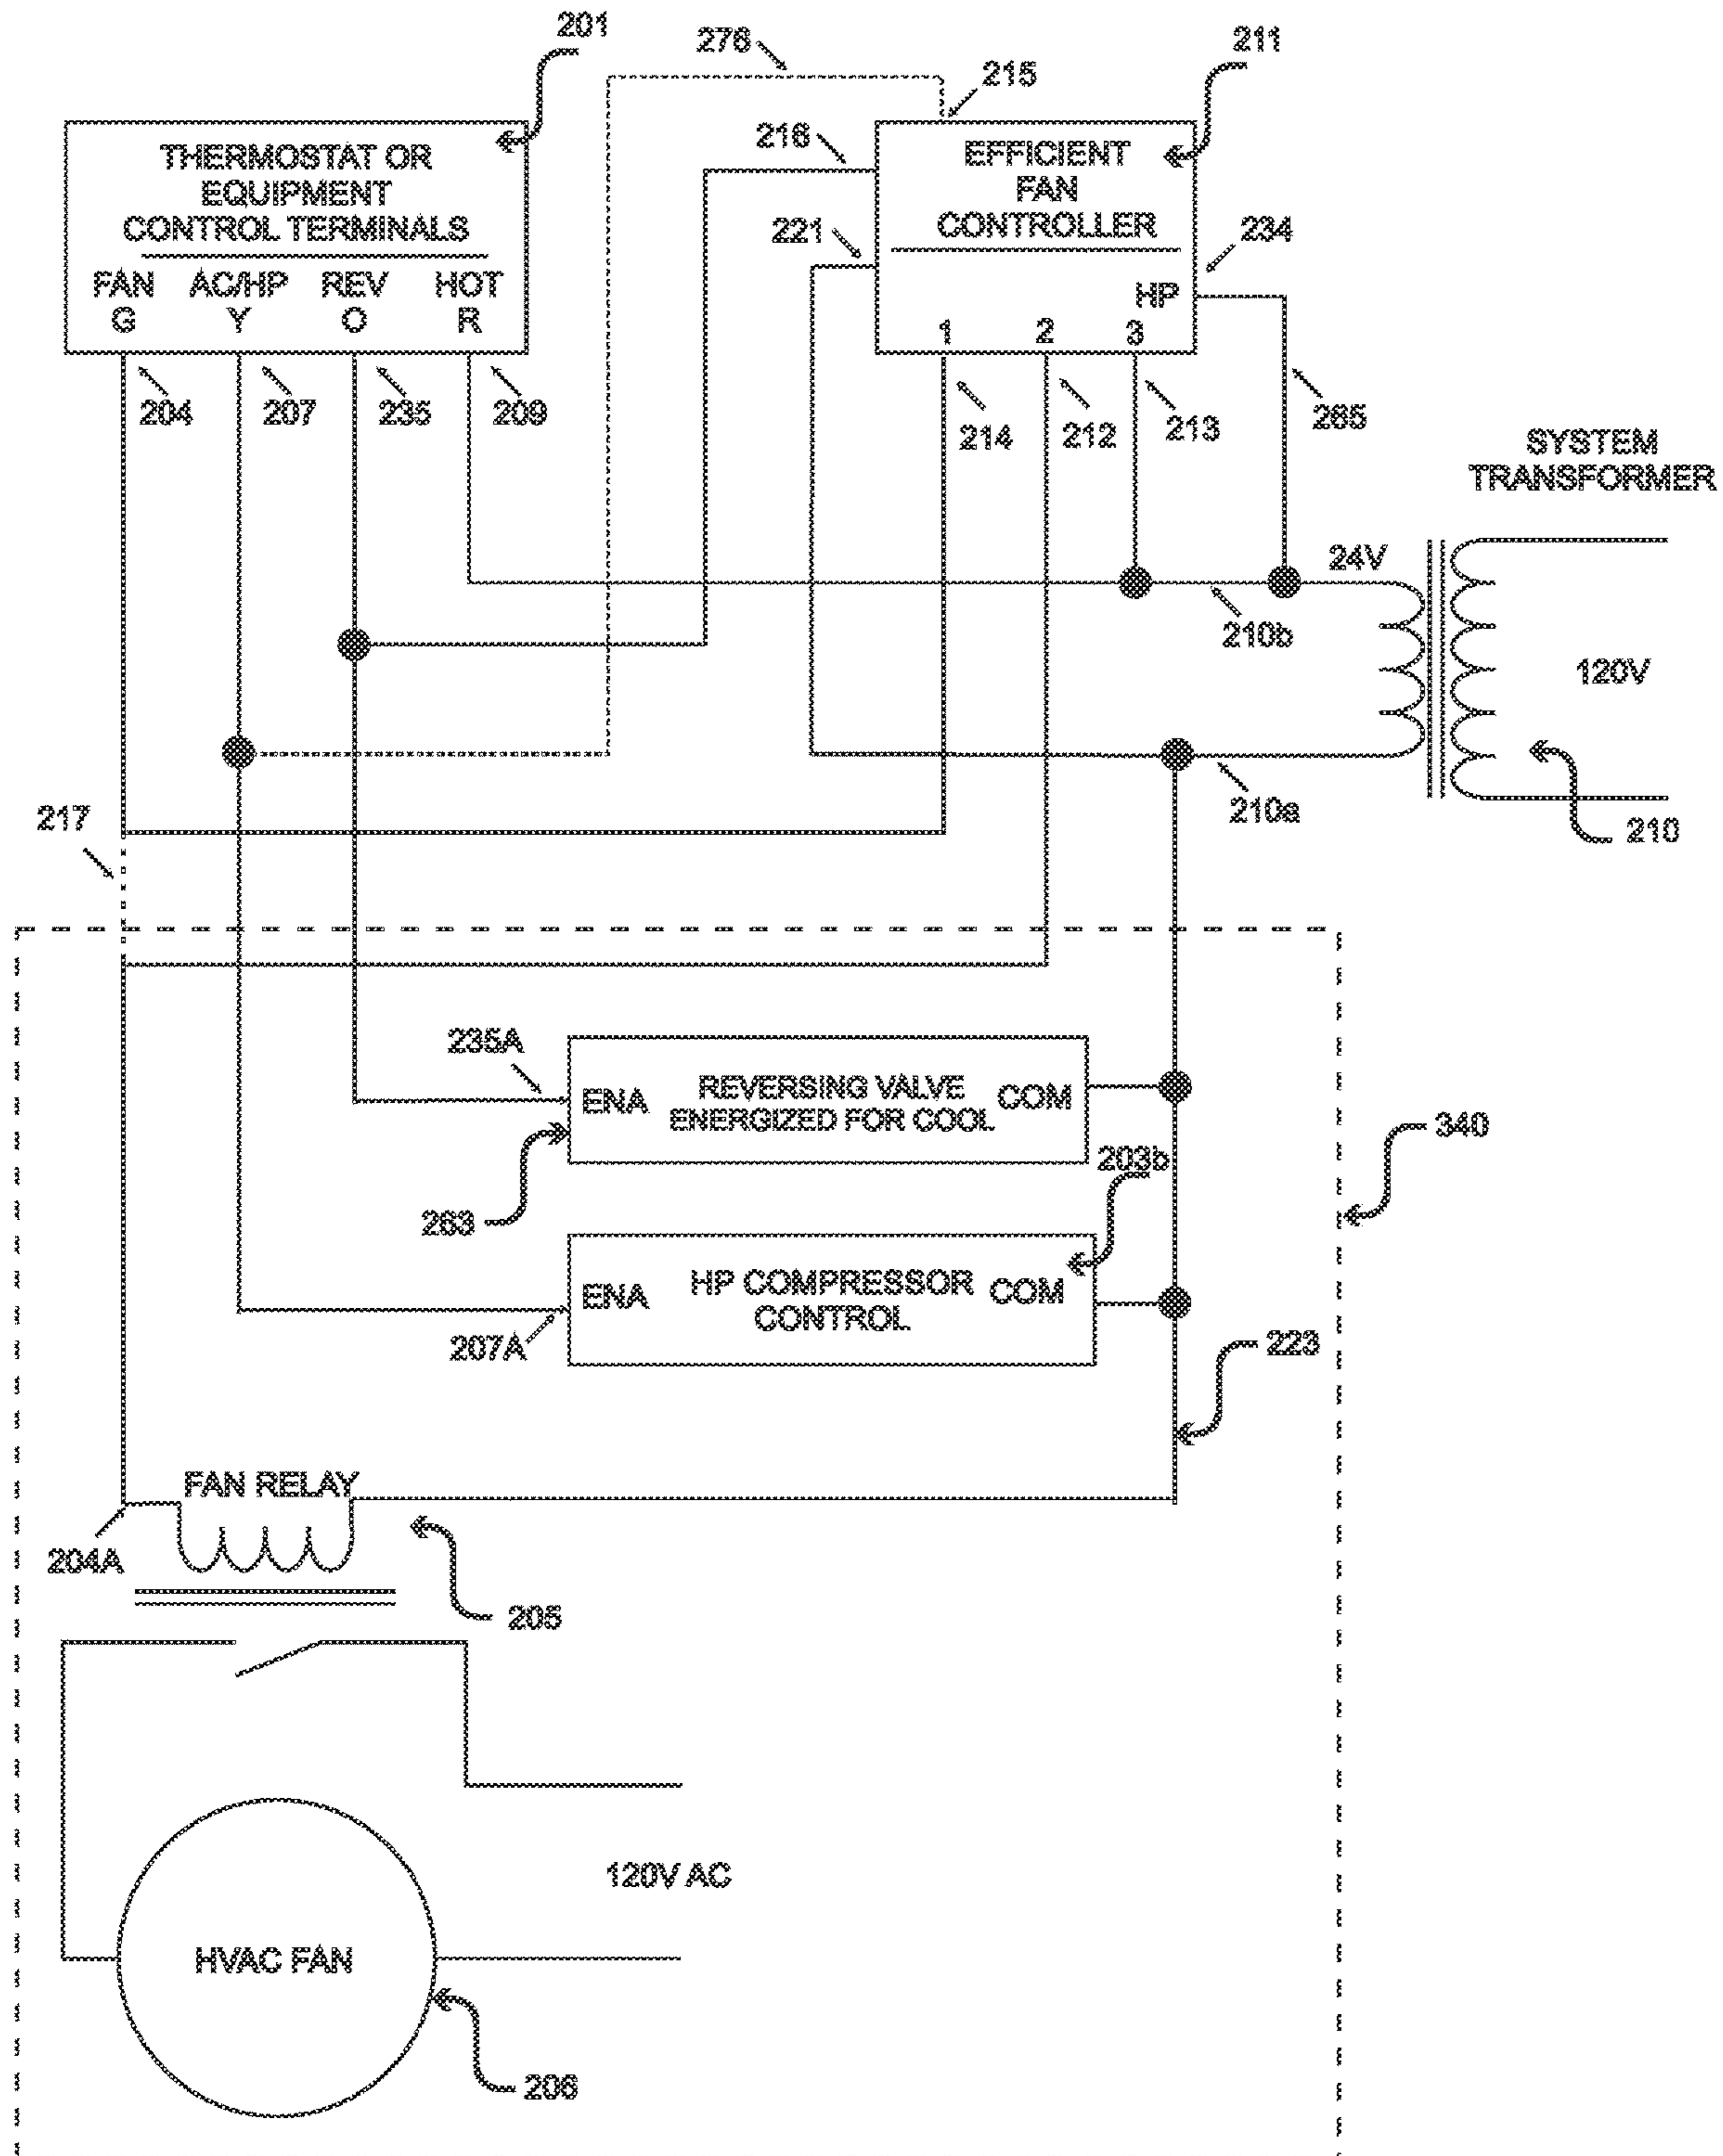 201
276
215
211
216
THERMOSTAT OR
EQUIPMENT
CONTROL TERMINALS
FAN AC/HP REV HOT
G Y O R
EFFICIENT
FAN
CONTROLLER
221
234
HP
1 2 3
204
207
235
209
214
212
213
265
SYSTEM
TRANSFORMER
24V
210b
120V
210a
210
217
235A
ENA
REVERSING VALVE
ENERGIZED FOR COOL
COM
340
203b
263
ENA
HP COMPRESSOR
CONTROL
COM
207A
223
FAN RELAY
204A
205
120V AC
HVAC FAN
206